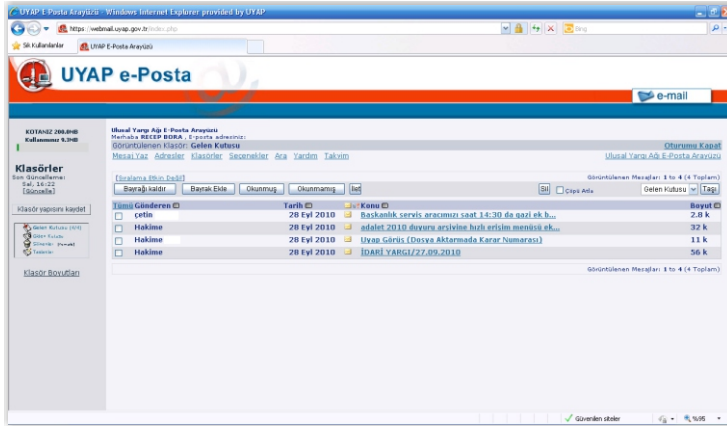 UYAP E-Posta Arayüzü - Windows Internet Explorer provided by UYAP
https://webmail.uyap.gov.tr/index.php
Bing
Sık Kullanılanlar UYAP E-Posta Arayüzü
UYAP e-Posta
e-mail
KOTANIZ 200.0MB
Kullanımınız 9.3MB
Ulusal Yargı Ağı E-Posta Arayüzü
Merhaba RECEP BORA , E-posta adresiniz:
Görüntülenen Klasör: Gelen Kutusu Oturumu Kapat
Mesaj Yaz Adresler Klasörler Seçenekler Ara Yardım Takvim Ulusal Yargı Ağı E-Posta Arayüzü
Klasörler
Son Güncelleme:
Sal, 16:22
[Güncelle]
Klasör yapısını kaydet
Gelen Kutusu
Klasör Boyutları
[Sıralama Etkin Değil] Görüntülenen Mesajlar: 1 to 4 (4 Toplam)
Bayrağı kaldır Bayrak Ekle Okunmuş Okunmamış İlet Sil Çöpü Atla Gelen Kutusu Taşı
Tümü Gönderen Tarih Konu Boyut
çetin 28 Eyl 2010 Baskanlık servis aracımızı saat 14:30 da gazi ek b... 2.8 k
Hakime 28 Eyl 2010 adalet 2010 duyuru arsivine hızlı erisim menüsü ek... 32 k
Hakime 28 Eyl 2010 Uyap Görüs (Dosya Aktarmada Karar Numarası) 11 k
Hakime 28 Eyl 2010 İDARİ YARGI/27.09.2010 56 k
Görüntülenen Mesajlar: 1 to 4 (4 Toplam)
Güvenilen siteler %95